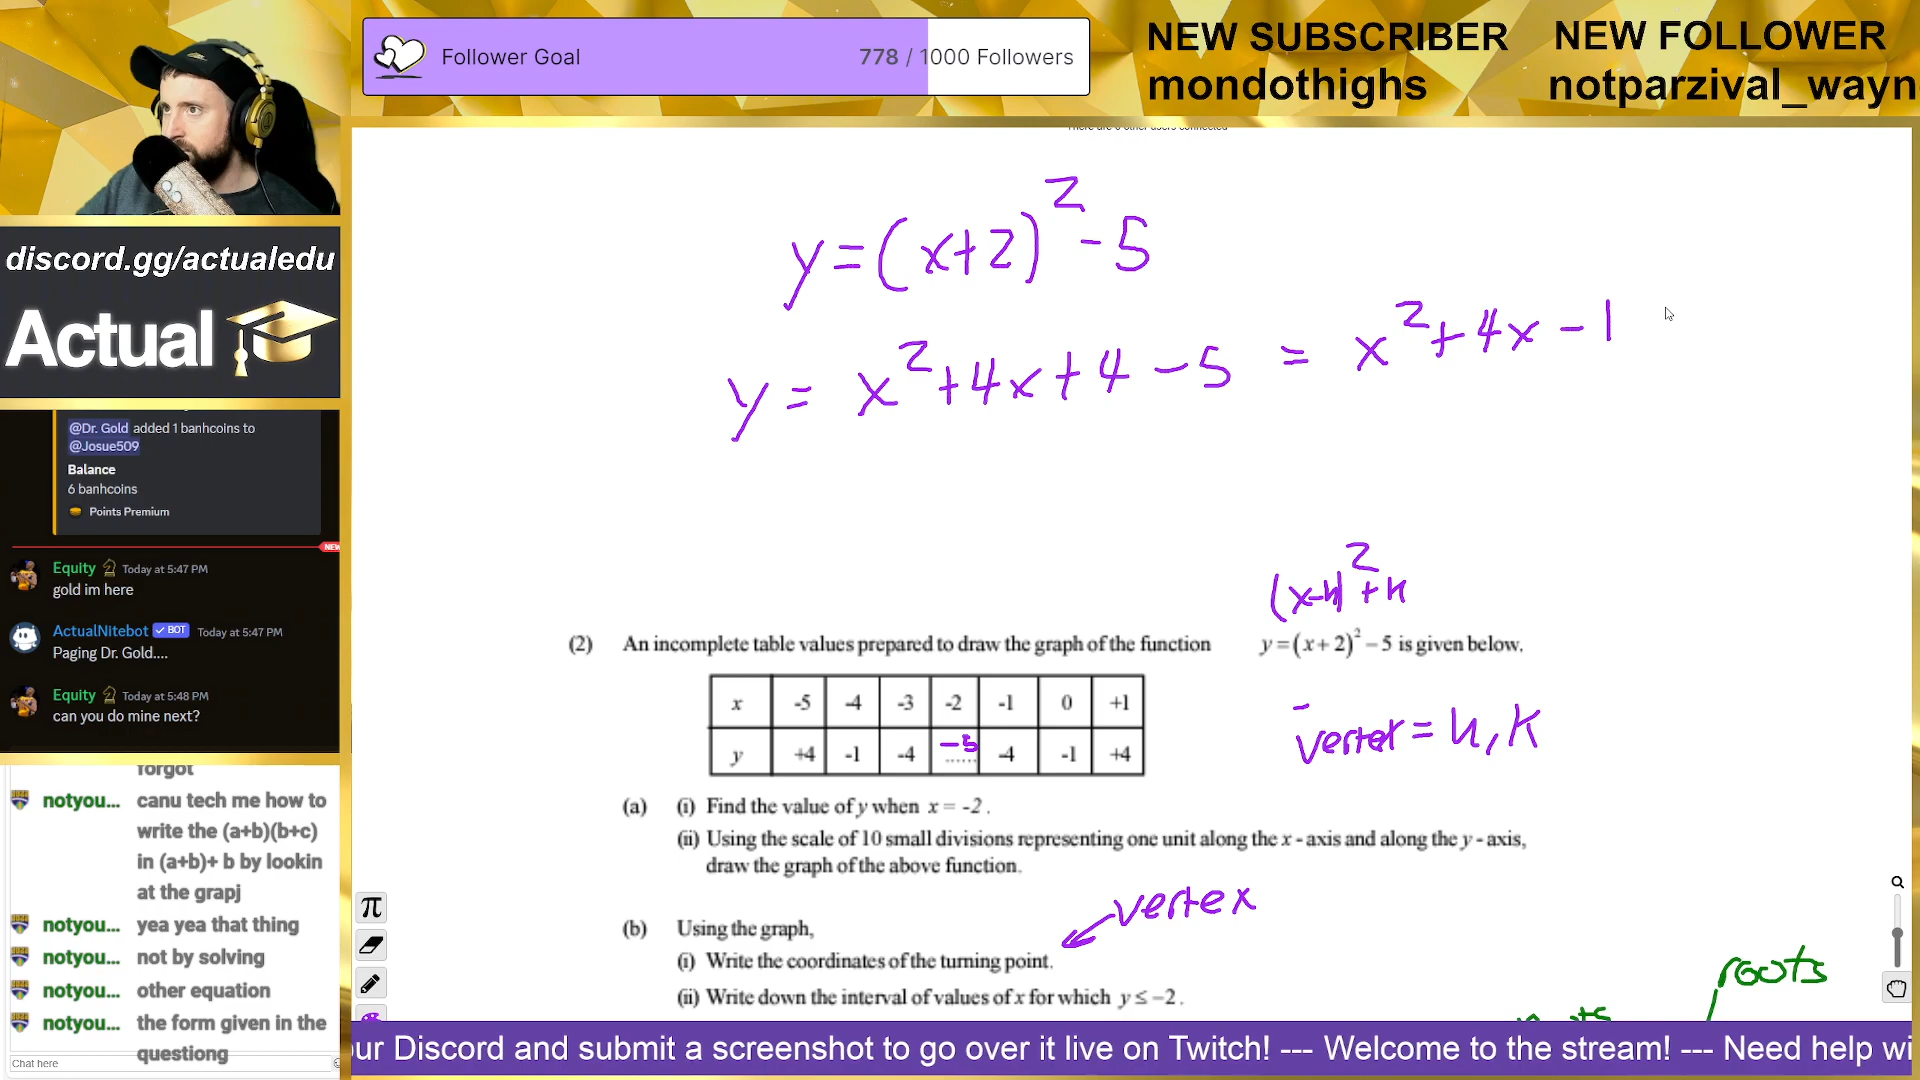 Follower Goal
778 / 1000 Followers
NEW SUBSCRIBER
mondothighs
NEW FOLLOWER
notparzival_wayn
discord.gg/actualedu
Actual
@Dr. Gold added 1 banhcoins to
@Josue509
Balance
6 banhcoins
Points Premium
NEW
Equity Today at 5:47 PM
gold im here
ActualNitebot ✓ BOT Today at 5:47 PM
Paging Dr. Gold....
Equity Today at 5:48 PM
can you do mine next?
forgot
notyou... canu tech me how to
write the (a+b)(b+c)
in (a+b)+ b by lookin
at the grapj
notyou... yea yea that thing
notyou... not by solving
notyou... other equation
notyou... the form given in the
questiong
Chat here
y=(x+2)²-5
y= x²+4x+4-5 = x²+4x-1
(x-h)²+k
(2) An incomplete table values prepared to draw the graph of the function y=(x+2)²-5 is given below.
x -5 -4 -3 -2 -1 0 +1
y +4 -1 -4 -5 ...... -4 -1 +4
vertex = h, k
(a) (i) Find the value of y when x = -2.
(ii) Using the scale of 10 small divisions representing one unit along the x - axis and along the y - axis,
draw the graph of the above function.
vertex
(b) Using the graph,
(i) Write the coordinates of the turning point.
(ii) Write down the interval of values of x for which y ≤ -2.
roots
π
our Discord and submit a screenshot to go over it live on Twitch! --- Welcome to the stream! --- Need help wi